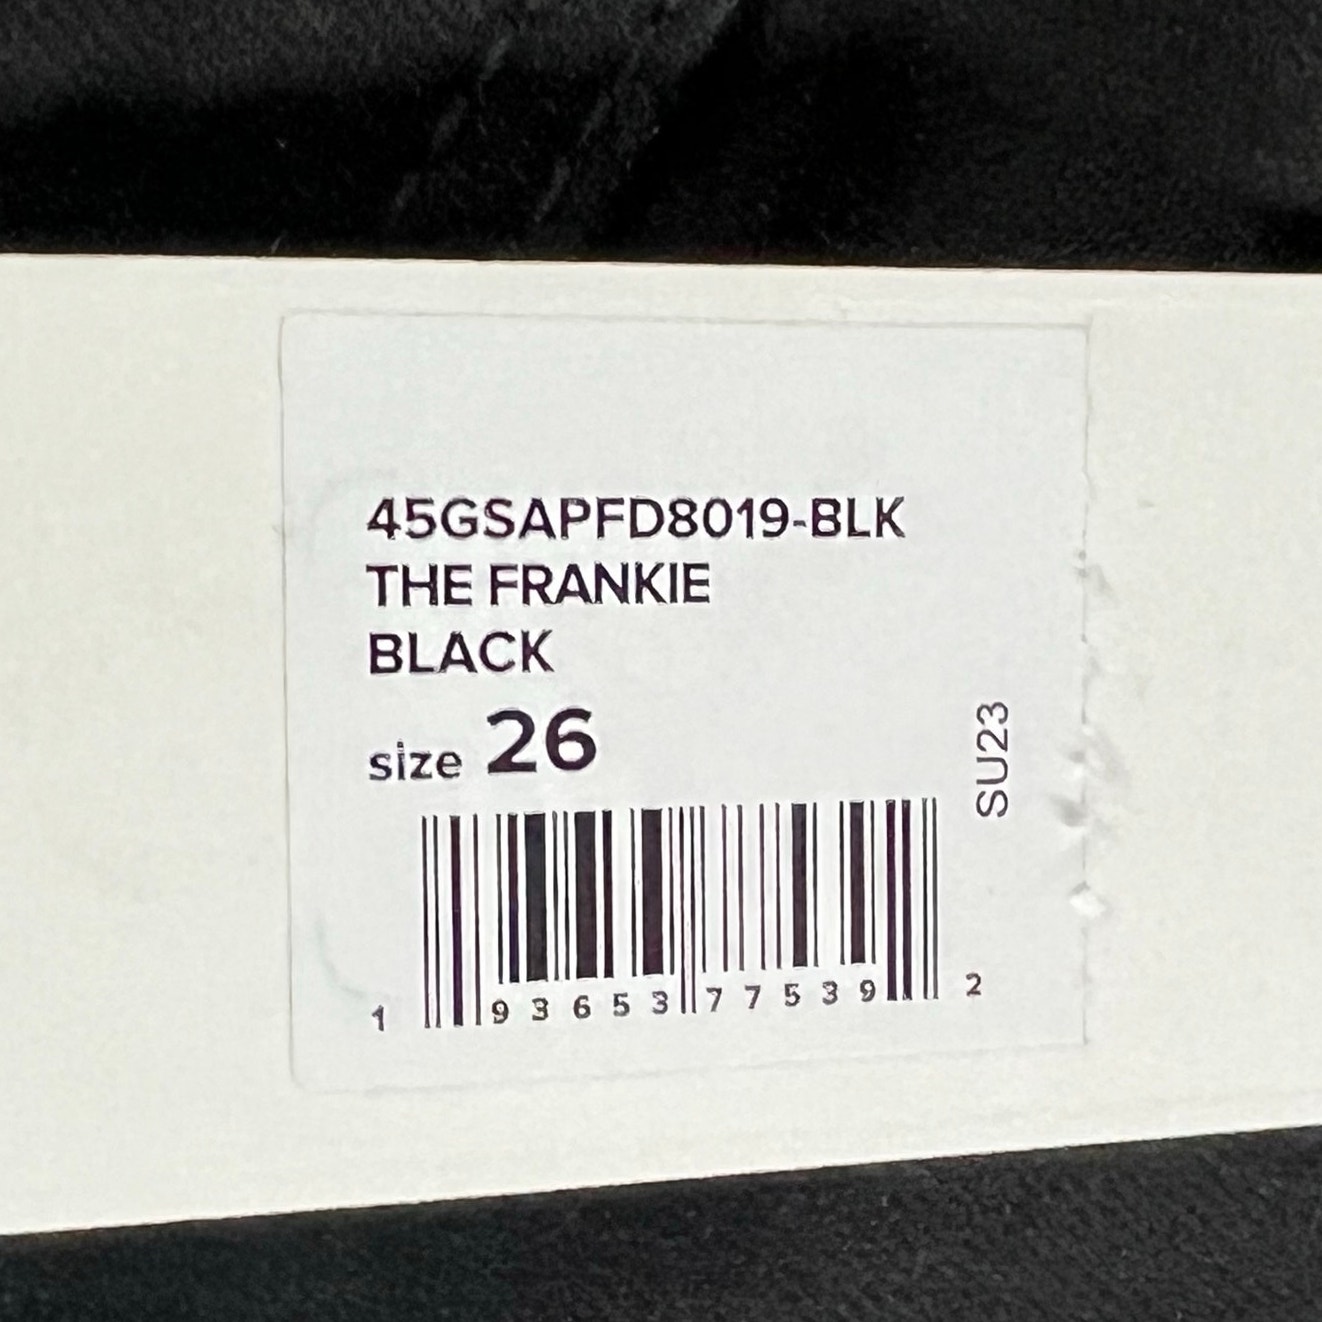 45GSAPFD8019-BLK
THE FRANKIE
BLACK
size 26
SU23
1 93653 77539 2